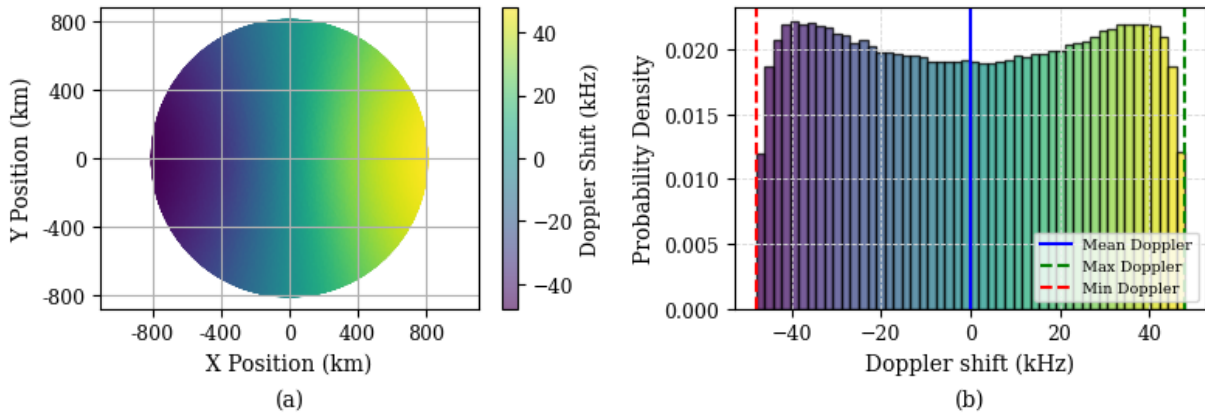 800
400
0
-400
-800
Y Position (km)
-800 -400 0 400 800
X Position (km)
(a)
40
20
0
−20
−40
Doppler Shift (kHz)
0.020
0.015
0.010
0.005
0.000
Probability Density
−40 −20 0 20 40
Doppler shift (kHz)
(b)
Mean Doppler
Max Doppler
Min Doppler